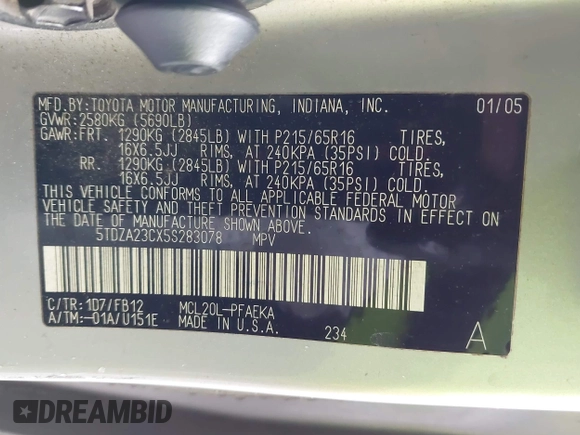 MFD.BY:TOYOTA MOTOR MANUFACTURING, INDIANA, INC. 01/05
GVWR:2580KG (5690LB)
GAWR:FRT. 1290KG (2845LB) WITH P215/65R16 TIRES,
16X6.5JJ RIMS, AT 240KPA (35PSI) COLD.
RR. 1290KG (2845LB) WITH P215/65R16 TIRES,
16X6.5JJ RIMS, AT 240KPA (35PSI) COLD.
THIS VEHICLE CONFORMS TO ALL APPLICABLE FEDERAL MOTOR
VEHICLE SAFETY AND THEFT PREVENTION STANDARDS IN EFFECT ON
THE DATE OF MANUFACTURE SHOWN ABOVE.
5TDZA23CX5S283078 MPV
C/TR:1D7/FB12 MCL20L-PFAEKA
A/TM:-01A/U151E MADE IN U.S.A. 234 A
DREAMBID